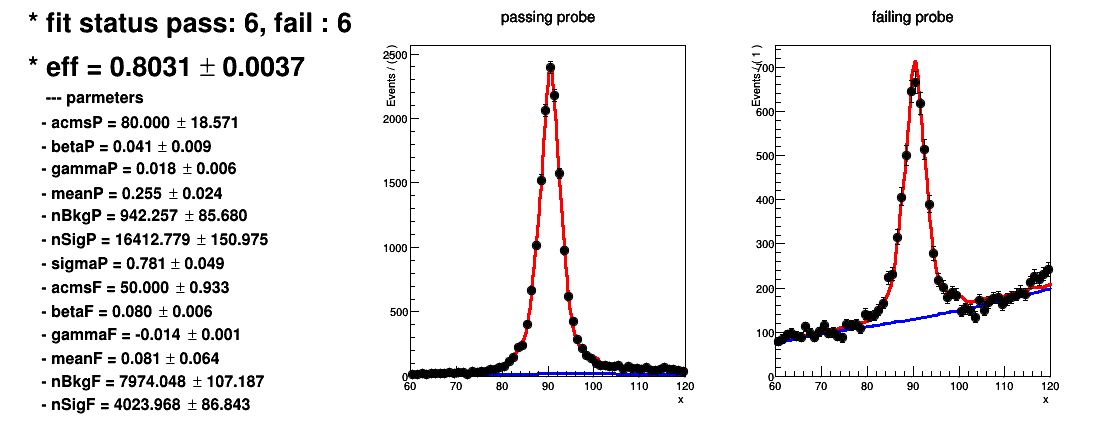 * fit status pass: 6, fail : 6
* eff = 0.8031 ± 0.0037
--- parmeters
- acmsP = 80.000 ± 18.571
- betaP = 0.041 ± 0.009
- gammaP = 0.018 ± 0.006
- meanP = 0.255 ± 0.024
- nBkgP = 942.257 ± 85.680
- nSigP = 16412.779 ± 150.975
- sigmaP = 0.781 ± 0.049
- acmsF = 50.000 ± 0.933
- betaF = 0.080 ± 0.006
- gammaF = -0.014 ± 0.001
- meanF = 0.081 ± 0.064
- nBkgF = 7974.048 ± 107.187
- nSigF = 4023.968 ± 86.843
passing probe
Events / ( 1 )
2500
2000
1500
1000
500
0
60 70 80 90 100 110 120
x
failing probe
Events / ( 1 )
700
600
500
400
300
200
100
0
60 70 80 90 100 110 120
x